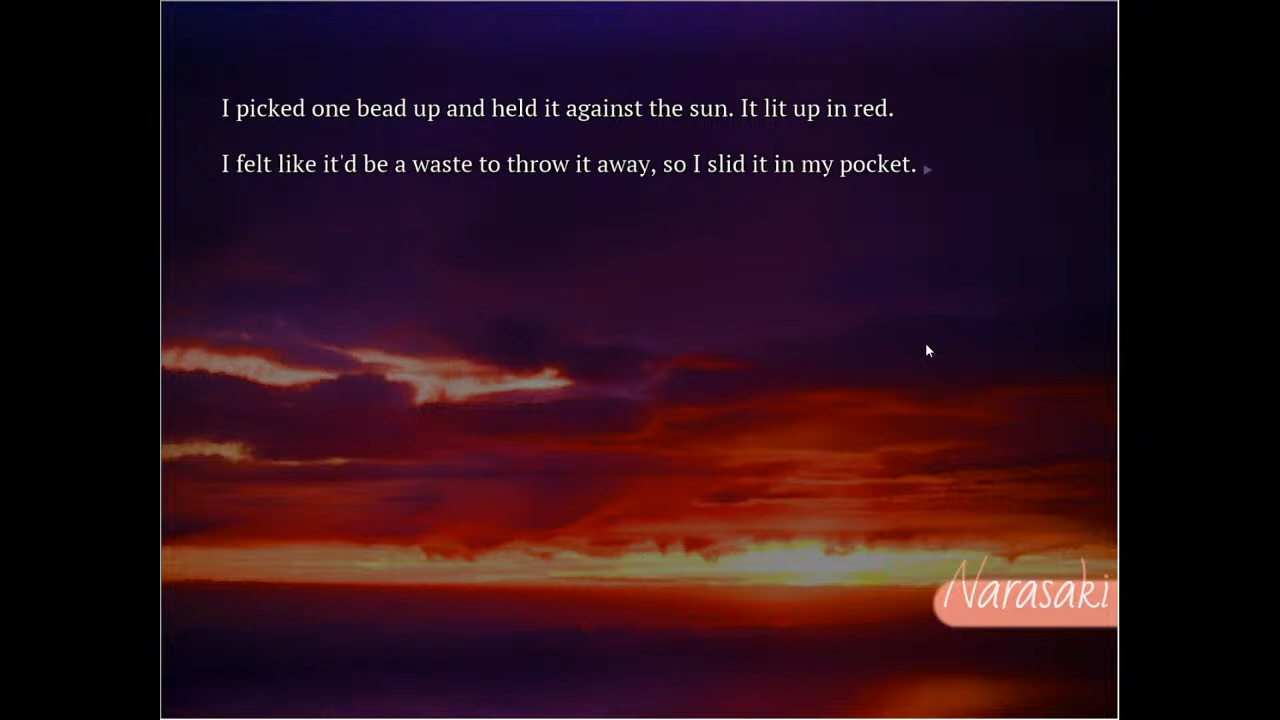 I picked one bead up and held it against the sun. It lit up in red.
I felt like it'd be a waste to throw it away, so I slid it in my pocket.
Narasaki